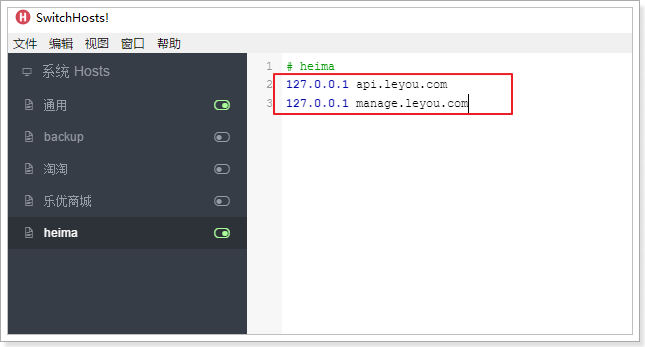 SwitchHosts!
文件 编辑 视图 窗口 帮助
系统 Hosts
通用
backup
淘淘
乐优商城
heima
1 # heima
2 127.0.0.1 api.leyou.com
3 127.0.0.1 manage.leyou.com